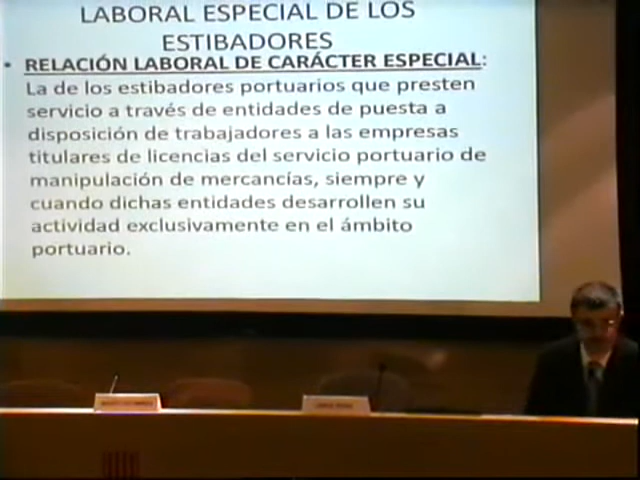 LABORAL ESPECIAL DE LOS
ESTIBADORES
• RELACIÓN LABORAL DE CARÁCTER ESPECIAL:
La de los estibadores portuarios que presten
servicio a través de entidades de puesta a
disposición de trabajadores a las empresas
titulares de licencias del servicio portuario de
manipulación de mercancías, siempre y
cuando dichas entidades desarrollen su
actividad exclusivamente en el ámbito
portuario.